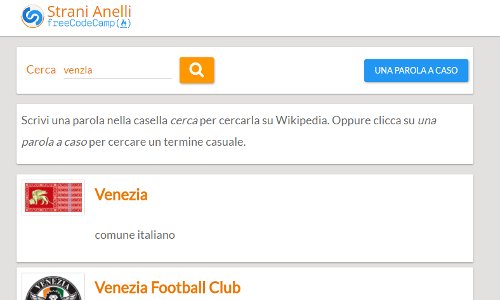 Strani Anelli
freeCodeCamp(🔥)
Cerca venzia
UNA PAROLA A CASO
Scrivi una parola nella casella cerca per cercarla su Wikipedia. Oppure clicca su una
parola a caso per cercare un termine casuale.
Venezia
comune italiano
VENEZIA
Venezia Football Club